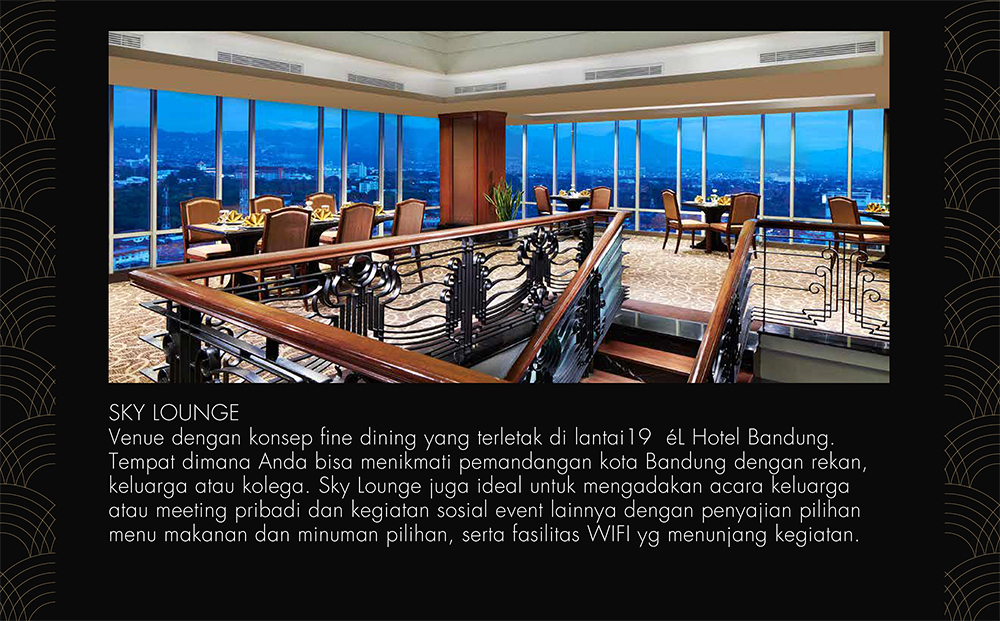 SKY LOUNGE
Venue dengan konsep fine dining yang terletak di lantai19  éL Hotel Bandung.
Tempat dimana Anda bisa menikmati pemandangan kota Bandung dengan rekan,
keluarga atau kolega. Sky Lounge juga ideal untuk mengadakan acara keluarga
atau meeting pribadi dan kegiatan sosial event lainnya dengan penyajian pilihan
menu makanan dan minuman pilihan, serta fasilitas WIFI yg menunjang kegiatan.